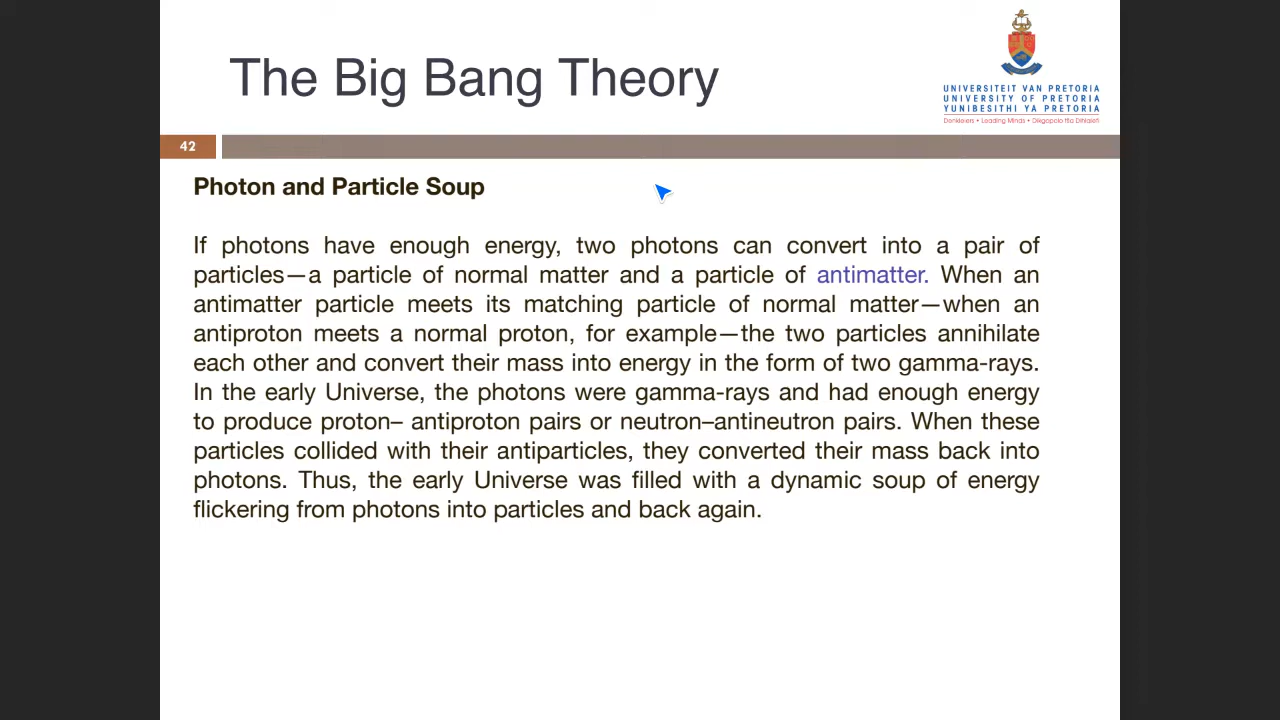 The Big Bang Theory
UNIVERSITEIT VAN PRETORIA
UNIVERSITY OF PRETORIA
YUNIBESITHI YA PRETORIA
Denkleiers • Leading Minds • Dikgopolo tša Dihlalefi
42
Photon and Particle Soup
If photons have enough energy, two photons can convert into a pair of
particles—a particle of normal matter and a particle of antimatter. When an
antimatter particle meets its matching particle of normal matter—when an
antiproton meets a normal proton, for example—the two particles annihilate
each other and convert their mass into energy in the form of two gamma-rays.
In the early Universe, the photons were gamma-rays and had enough energy
to produce proton– antiproton pairs or neutron–antineutron pairs. When these
particles collided with their antiparticles, they converted their mass back into
photons. Thus, the early Universe was filled with a dynamic soup of energy
flickering from photons into particles and back again.